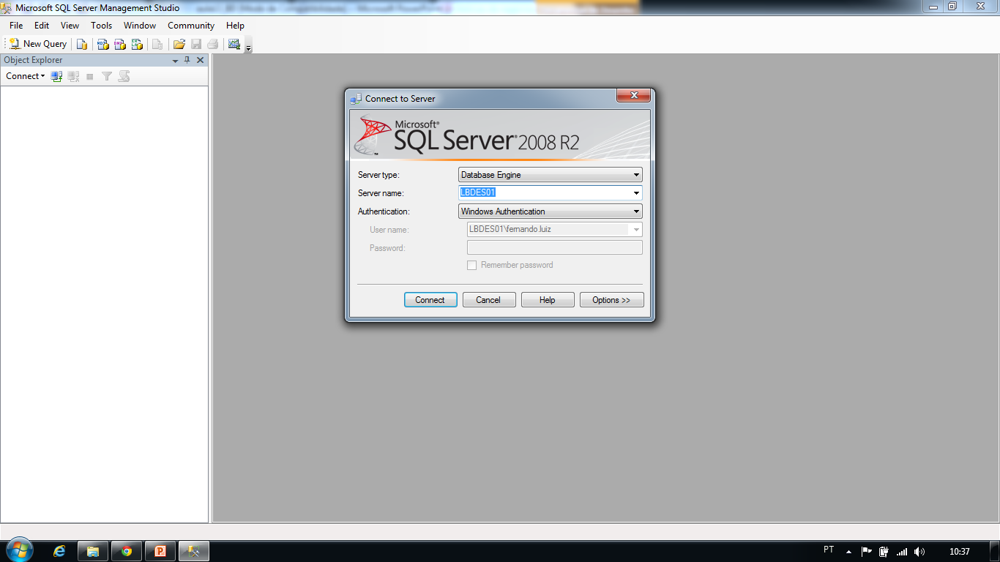 Microsoft SQL Server Management Studio
File Edit View Tools Window Community Help
New Query
Object Explorer
Connect
Connect to Server
Microsoft®
SQL Server® 2008 R2
Server type: Database Engine
Server name: LBDES01
Authentication: Windows Authentication
User name: LBDES01\fernando.luiz
Password:
Remember password
Connect Cancel Help Options >>
PT 10:37